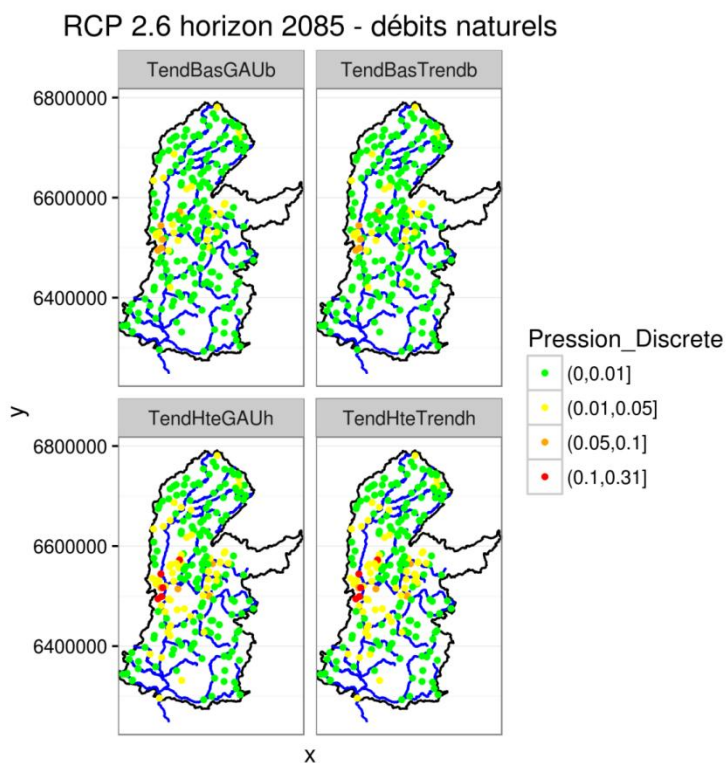 RCP 2.6 horizon 2085 - débits naturels
TendBasGAUb
TendBasTrendb
6800000
6600000
6400000
TendHteGAUh
TendHteTrendh
6800000
6600000
6400000
y
x
Pression_Discrete
(0,0.01]
(0.01,0.05]
(0.05,0.1]
(0.1,0.31]